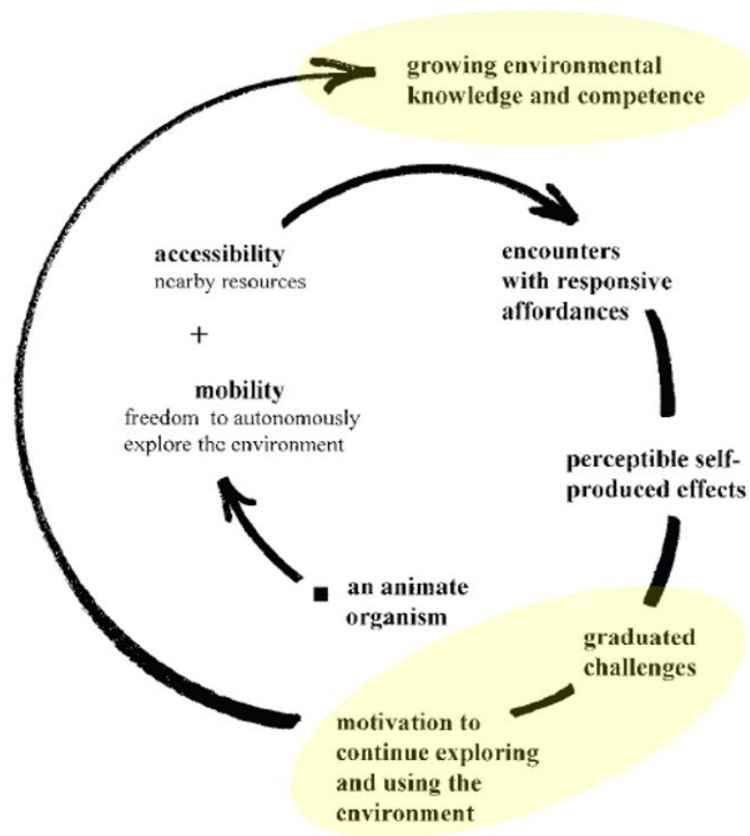 growing environmental
knowledge and competence
accessibility
nearby resources
+
mobility
freedom to autonomously
explore the environment
encounters
with responsive
affordances
perceptible self-
produced effects
an animate
organism
graduated
challenges
motivation to
continue exploring
and using the
environment